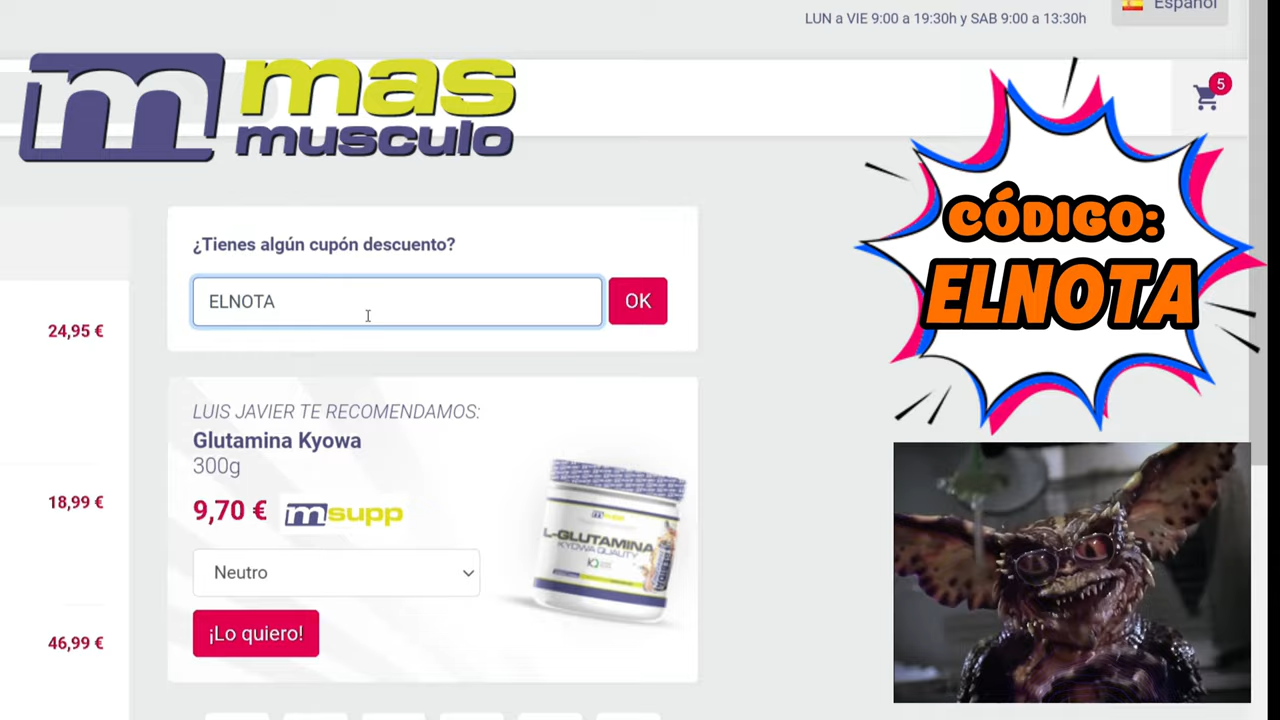 Español
LUN a VIE 9:00 a 19:30h y SAB 9:00 a 13:30h
m mas
musculo
5
CÓDIGO:
ELNOTA
¿Tienes algún cupón descuento?
ELNOTA
OK
24,95 €
LUIS JAVIER TE RECOMENDAMOS:
Glutamina Kyowa
300g
9,70 €
msupp
L-GLUTAMINA
KYOWA QUALITY
18,99 €
Neutro
¡Lo quiero!
46,99 €